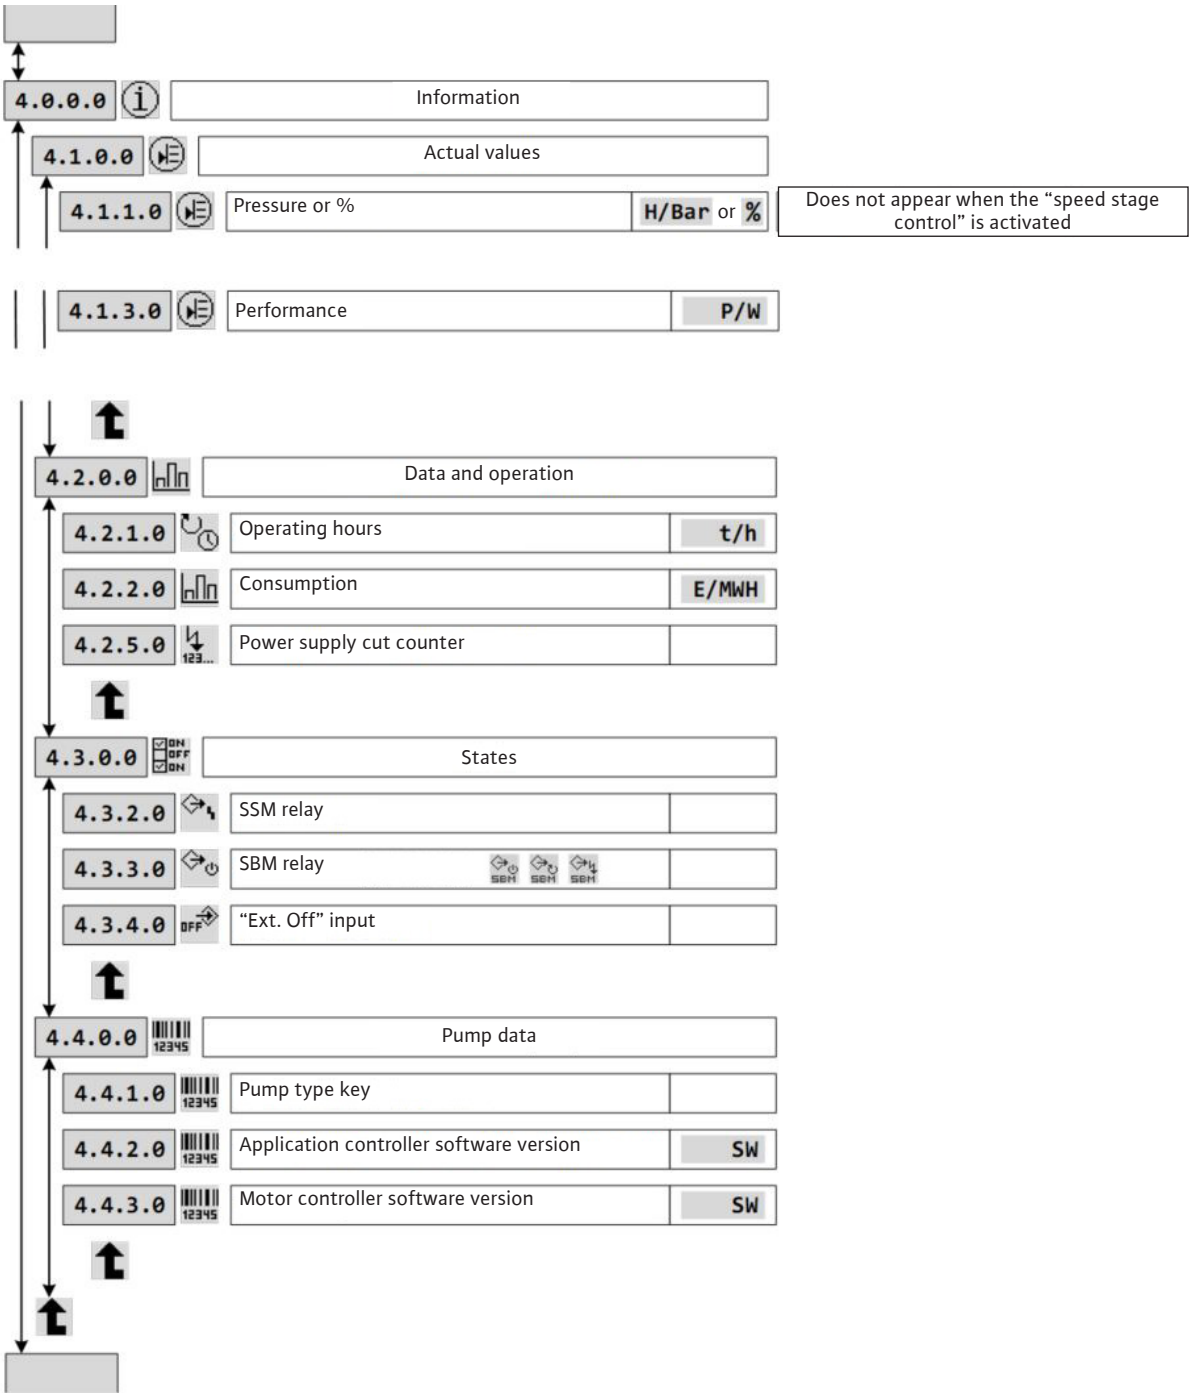 4.0.0.0 i Information
4.1.0.0 Actual values
4.1.1.0 Pressure or % H/Bar or %
Does not appear when the “speed stage
control” is activated
4.1.3.0 Performance P/W
4.2.0.0 Data and operation
4.2.1.0 Operating hours t/h
4.2.2.0 Consumption E/MWH
4.2.5.0 123... Power supply cut counter
4.3.0.0 ON OFF ON States
4.3.2.0 SSM relay
4.3.3.0 SBM relay SBM SBM SBM
4.3.4.0 OFF “Ext. Off” input
4.4.0.0 12345 Pump data
4.4.1.0 12345 Pump type key
4.4.2.0 12345 Application controller software version SW
4.4.3.0 12345 Motor controller software version SW